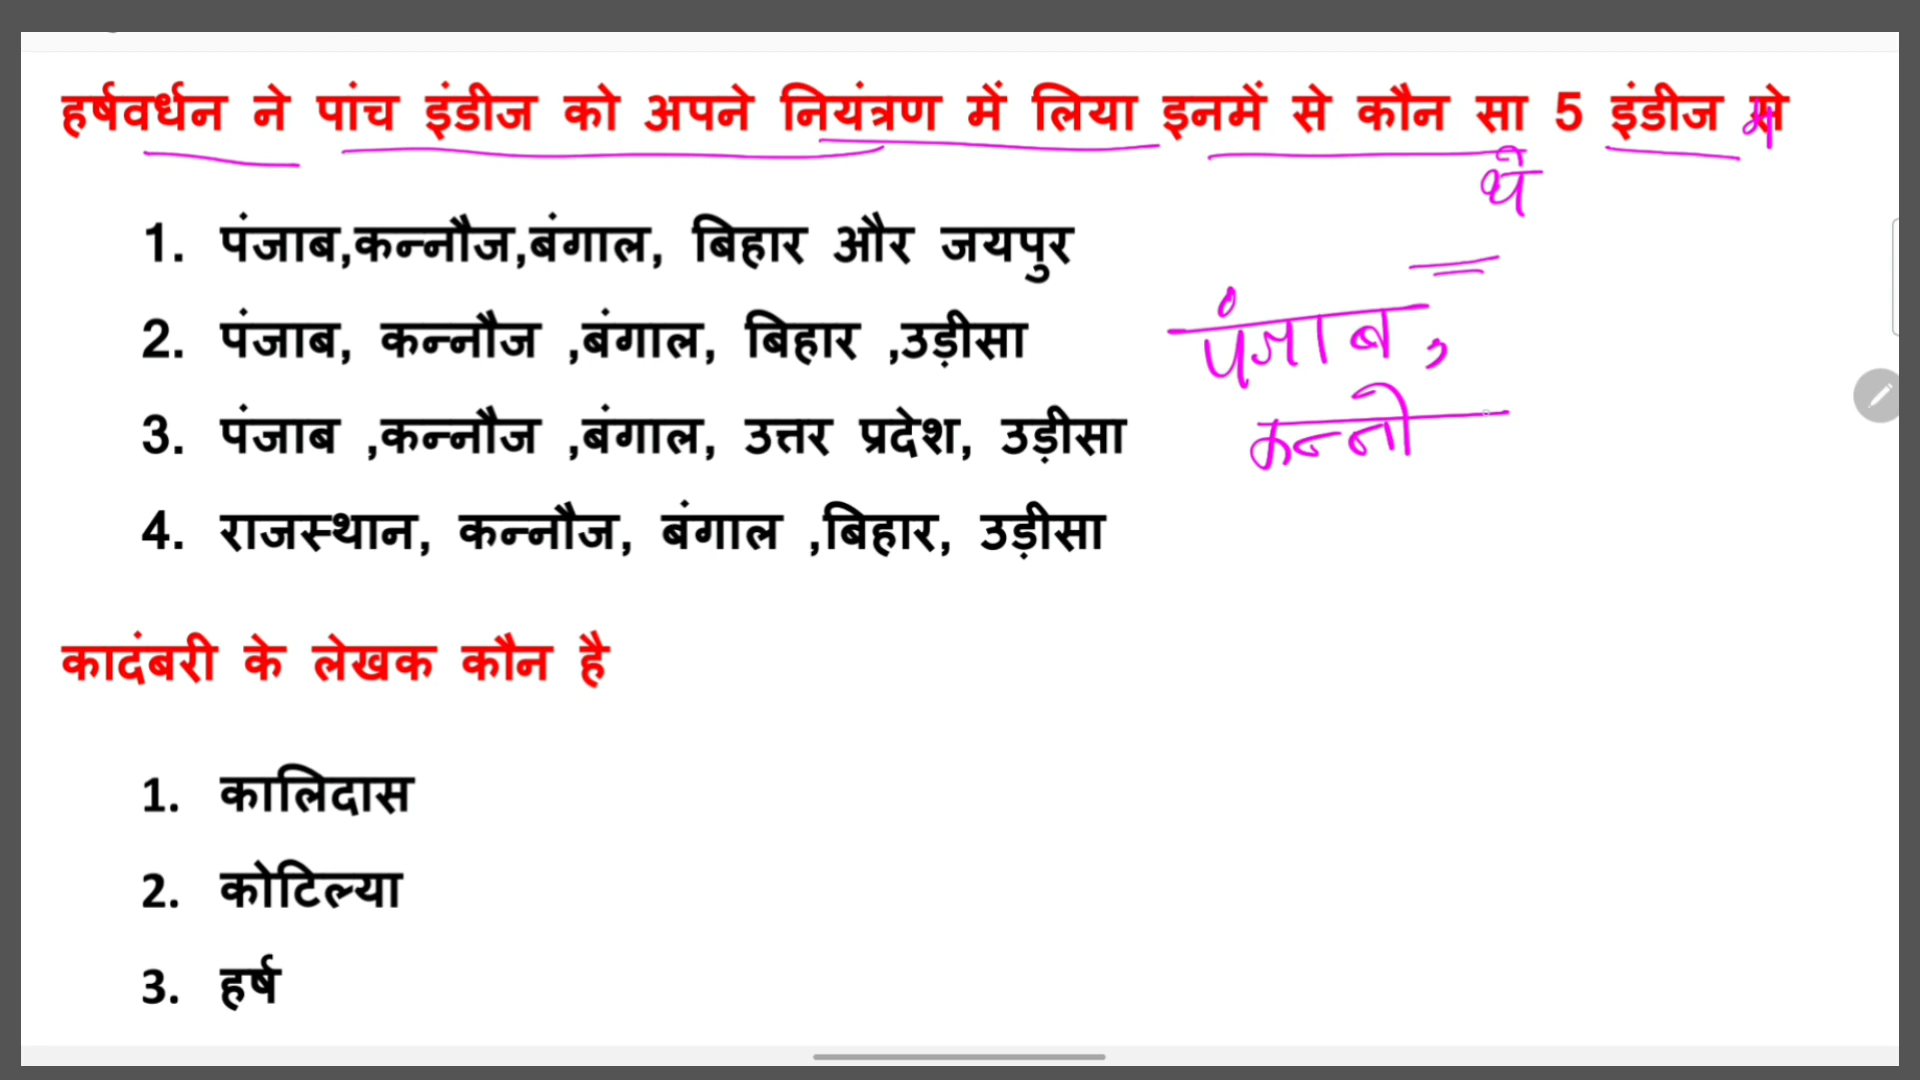 हर्षवर्धन ने पांच इंडीज को अपने नियंत्रण में लिया इनमें से कौन सा 5 इंडीज से
में
थे
1. पंजाब,कन्नौज,बंगाल, बिहार और जयपुर
2. पंजाब, कन्नौज ,बंगाल, बिहार ,उड़ीसा
पंजाब,
3. पंजाब ,कन्नौज ,बंगाल, उत्तर प्रदेश, उड़ीसा
कन्नो
4. राजस्थान, कन्नौज, बंगाल ,बिहार, उड़ीसा
कादंबरी के लेखक कौन है
1. कालिदास
2. कोटिल्या
3. हर्ष